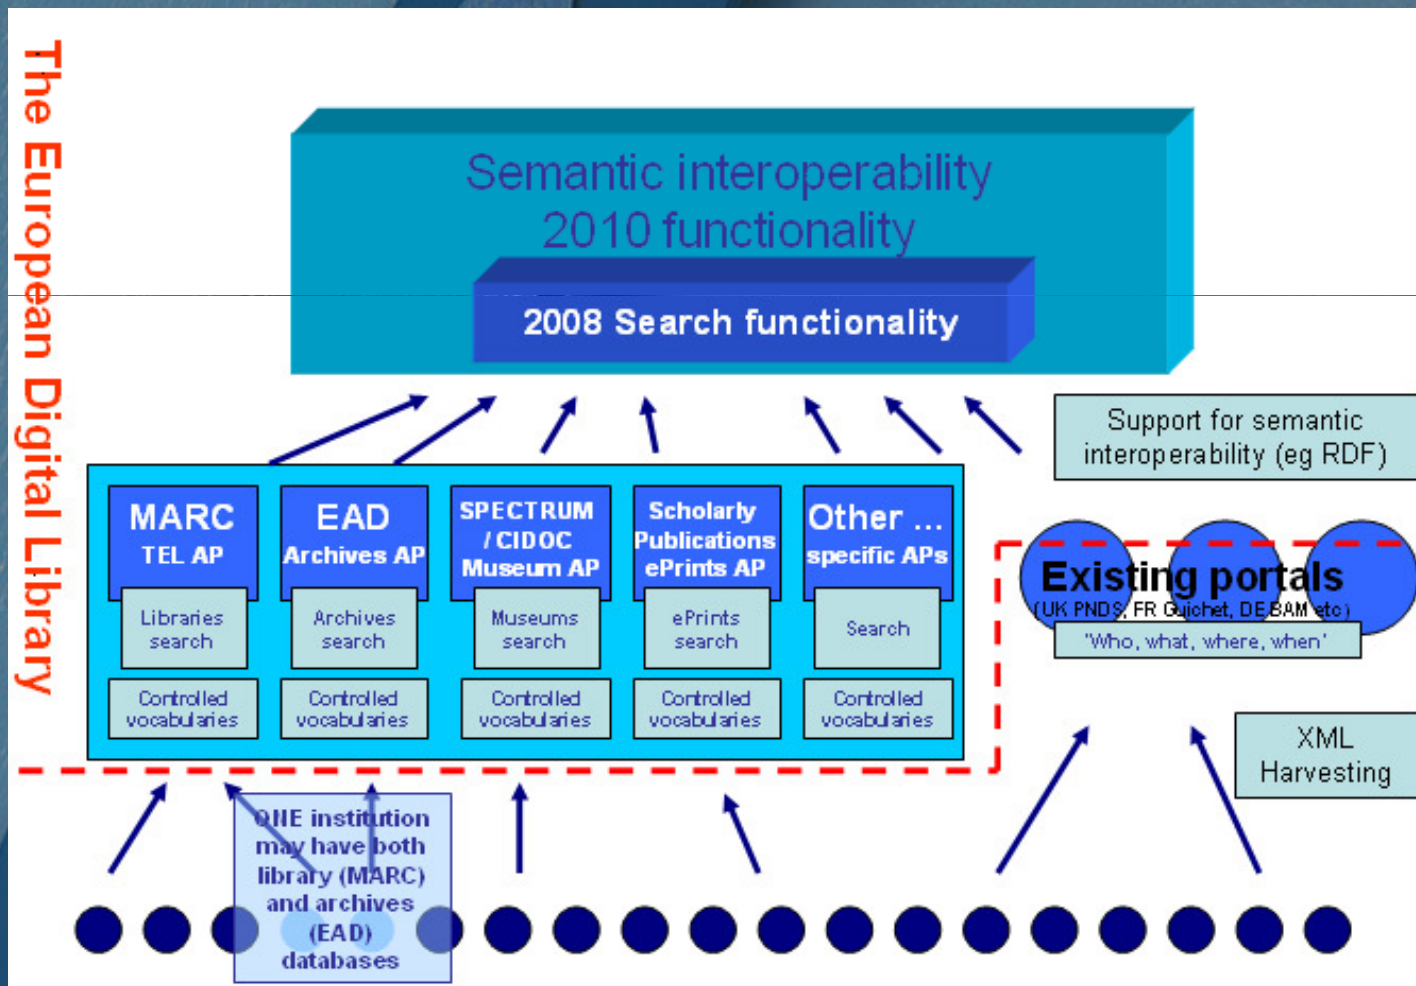 The European Digital Library
Semantic interoperability
2010 functionality
2008 Search functionality
Support for semantic
interoperability (eg RDF)
MARC
TEL AP
Libraries
search
Controlled
vocabularies
EAD
Archives AP
Archives
search
Controlled
vocabularies
SPECTRUM
/ CIDOC
Museum AP
Museums
search
Controlled
vocabularies
Scholarly
Publications
ePrints AP
ePrints
search
Controlled
vocabularies
Other ...
specific APs
Search
Controlled
vocabularies
Existing portals
(UK PNDS, FR Guichet, DE BAM etc)
'Who, what, where, when'
XML
Harvesting
ONE institution
may have both
library (MARC)
and archives
(EAD)
databases